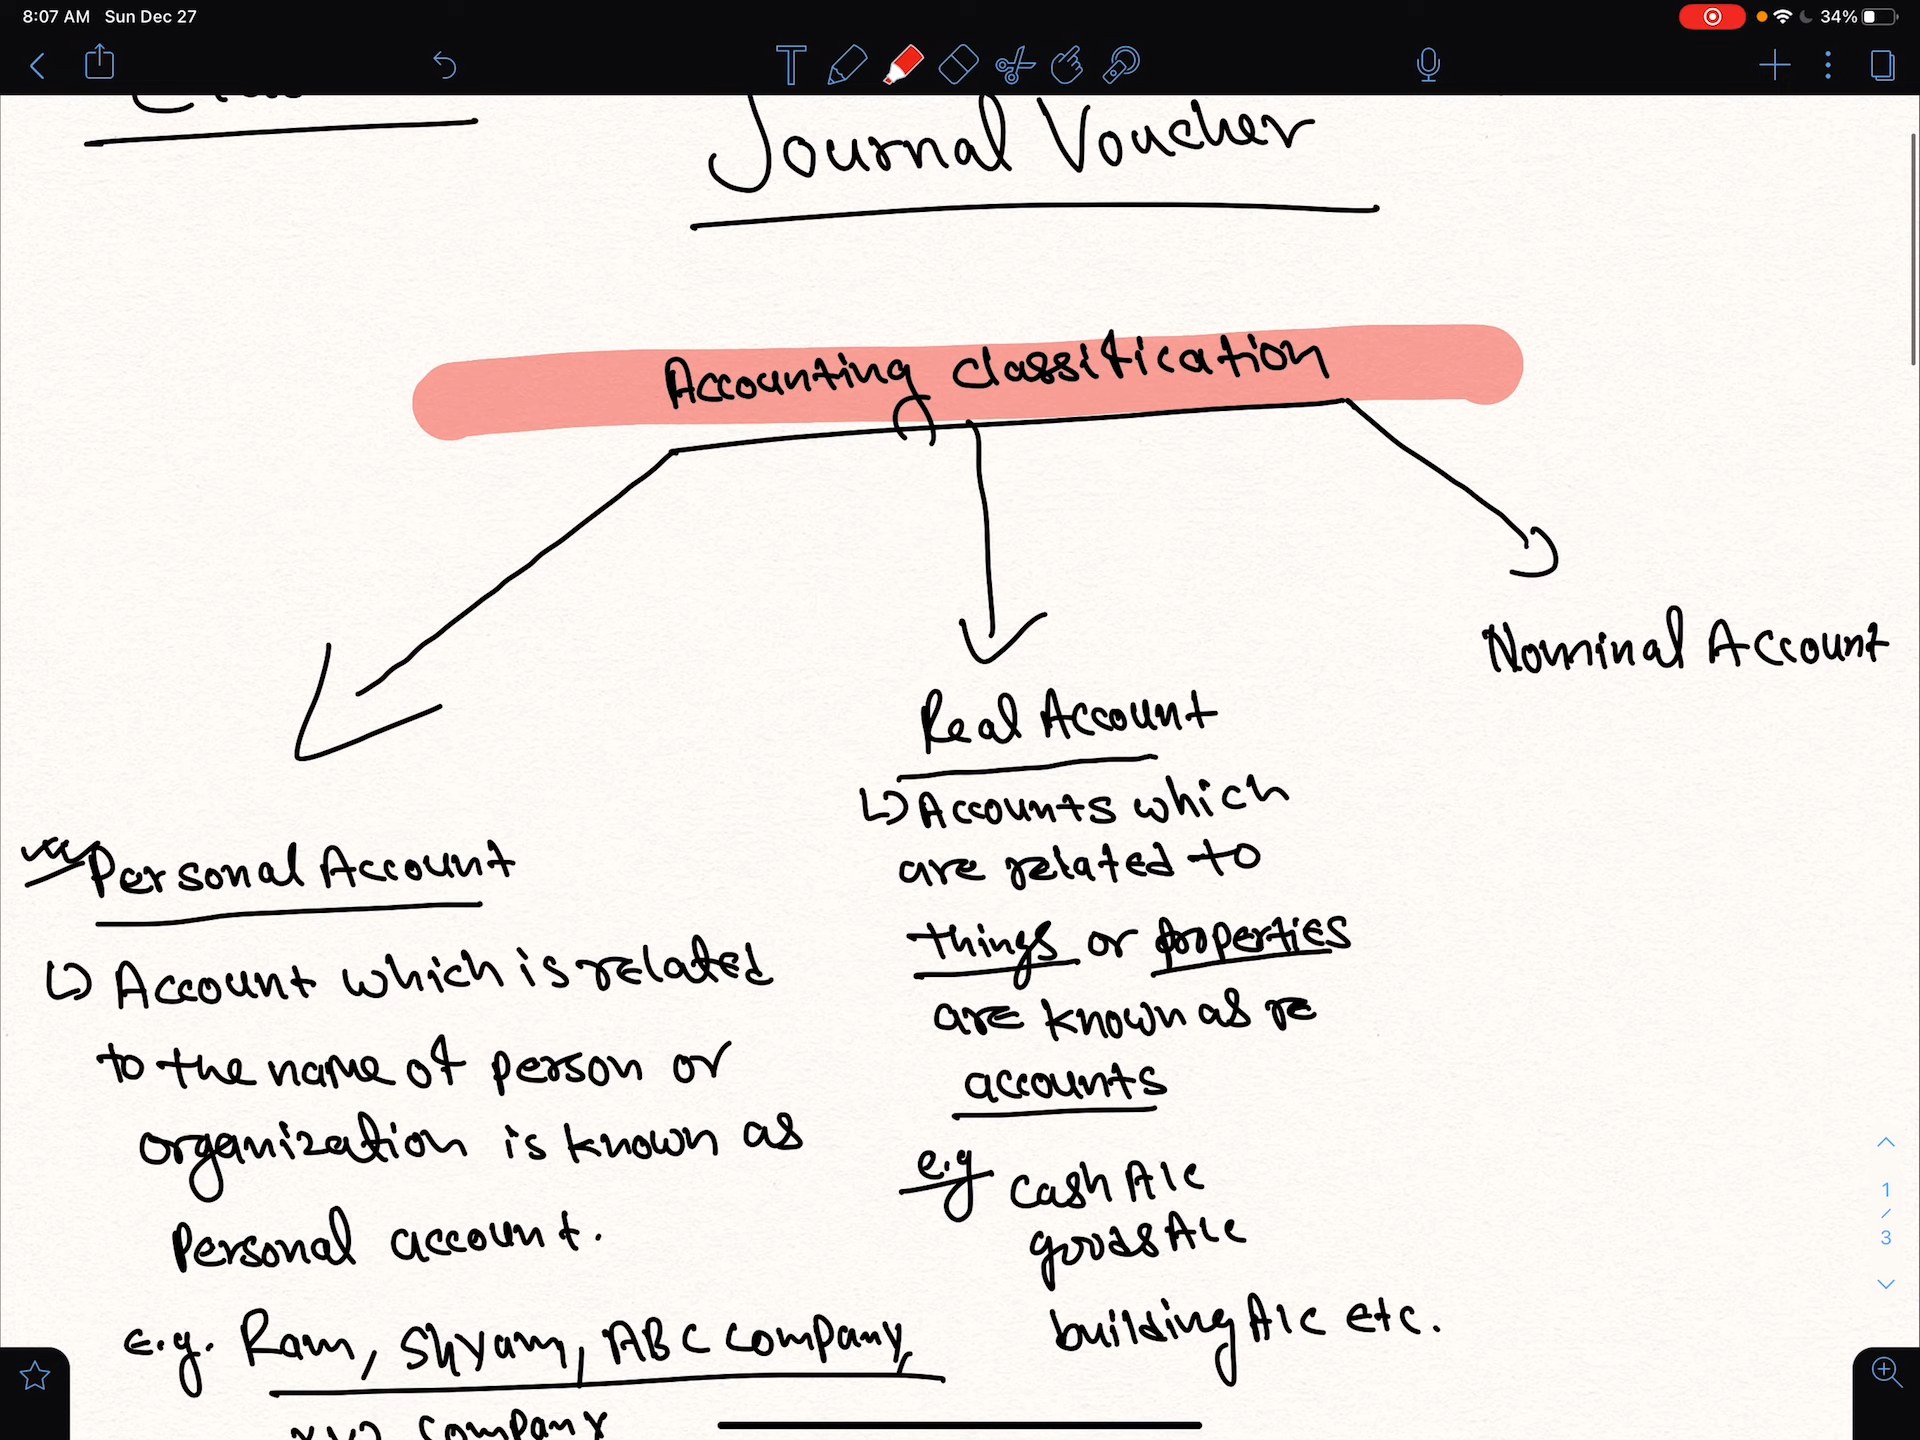 8:07 AM Sun Dec 27
34%
Journal Voucher
Accounting classification
Nominal Account
Real Account
Accounts which
are related to
things or properties
are known as re
accounts
e.g cash A/c
goods A/c
building A/c etc.
Personal Account
Account which is related
to the name of person or
organization is known as
Personal account.
e.g. Ram, Shyam, ABC company,
company
1
/
3